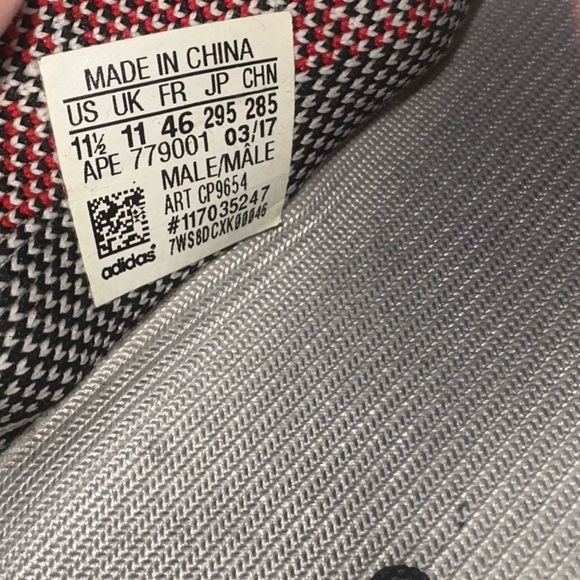 MADE IN CHINA
US UK FR JP CHN
11½ 11 46 295 285
APE 779001 03/17
MALE/MÂLE
ART CP9654
#117035247
7WS8DCXK00046
adidas